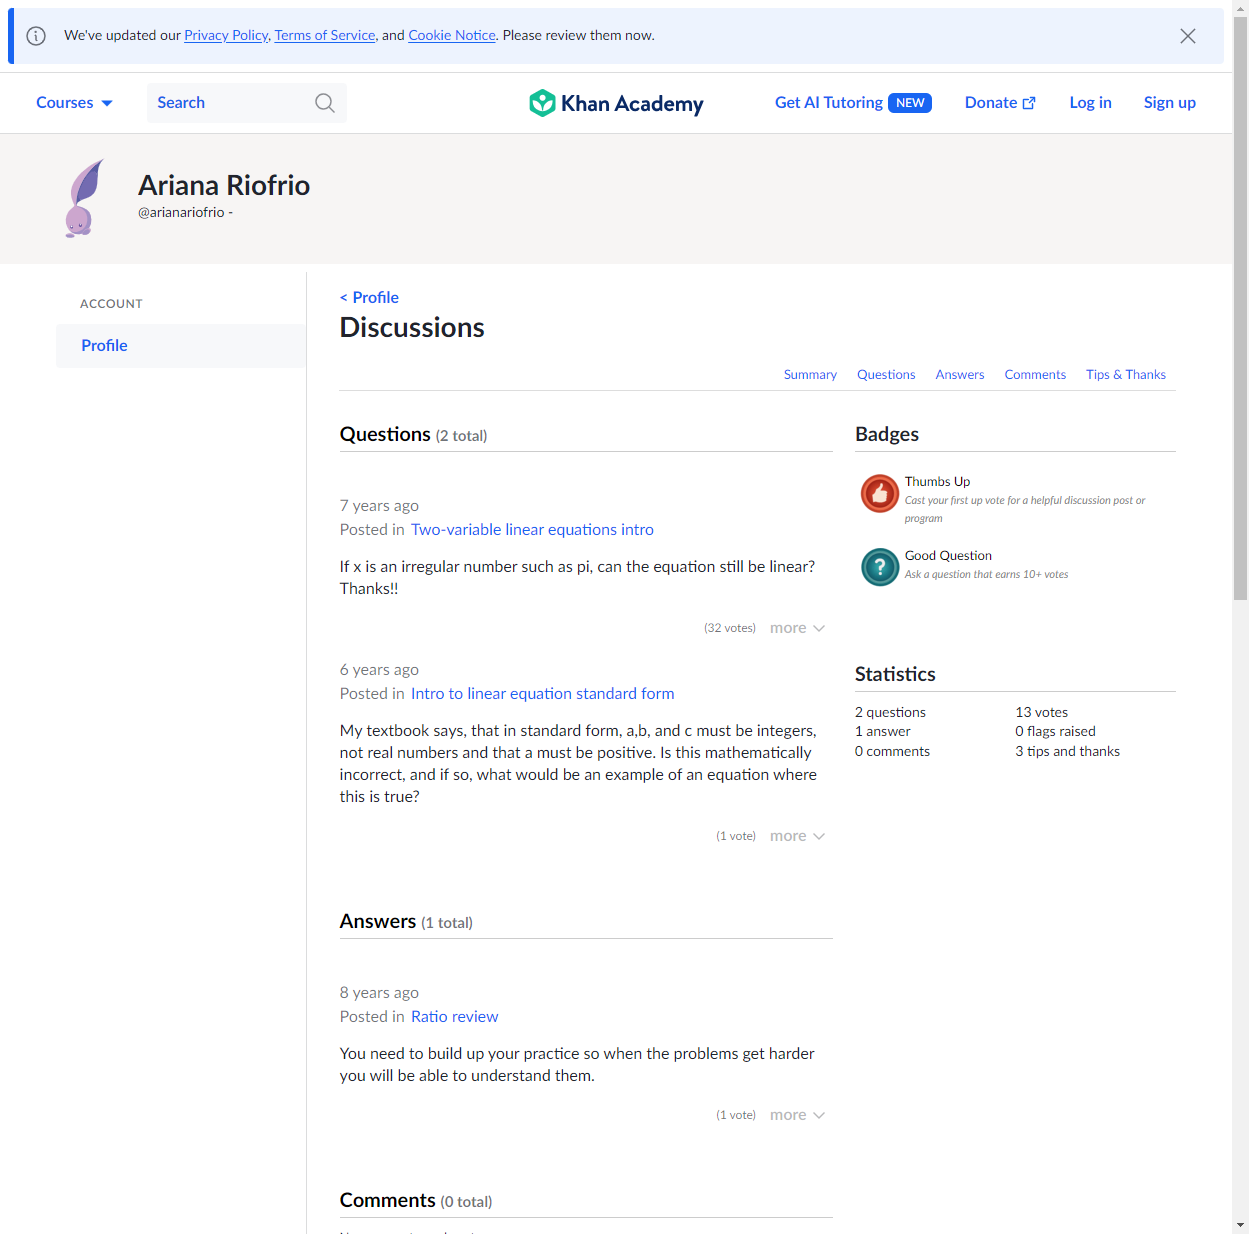 We've updated our Privacy Policy, Terms of Service, and Cookie Notice. Please review them now.
Courses
Search
Khan Academy
Get AI Tutoring NEW
Donate
Log in
Sign up
Ariana Riofrio
@arianariofrio -
ACCOUNT
Profile
< Profile
Discussions
Summary
Questions
Answers
Comments
Tips & Thanks
Questions (2 total)
7 years ago
Posted in Two-variable linear equations intro
If x is an irregular number such as pi, can the equation still be linear?
Thanks!!
(32 votes)
more
6 years ago
Posted in Intro to linear equation standard form
My textbook says, that in standard form, a,b, and c must be integers,
not real numbers and that a must be positive. Is this mathematically
incorrect, and if so, what would be an example of an equation where
this is true?
(1 vote)
more
Answers (1 total)
8 years ago
Posted in Ratio review
You need to build up your practice so when the problems get harder
you will be able to understand them.
(1 vote)
more
Comments (0 total)
Badges
Thumbs Up
Cast your first up vote for a helpful discussion post or
program
Good Question
Ask a question that earns 10+ votes
Statistics
2 questions
13 votes
1 answer
0 flags raised
0 comments
3 tips and thanks